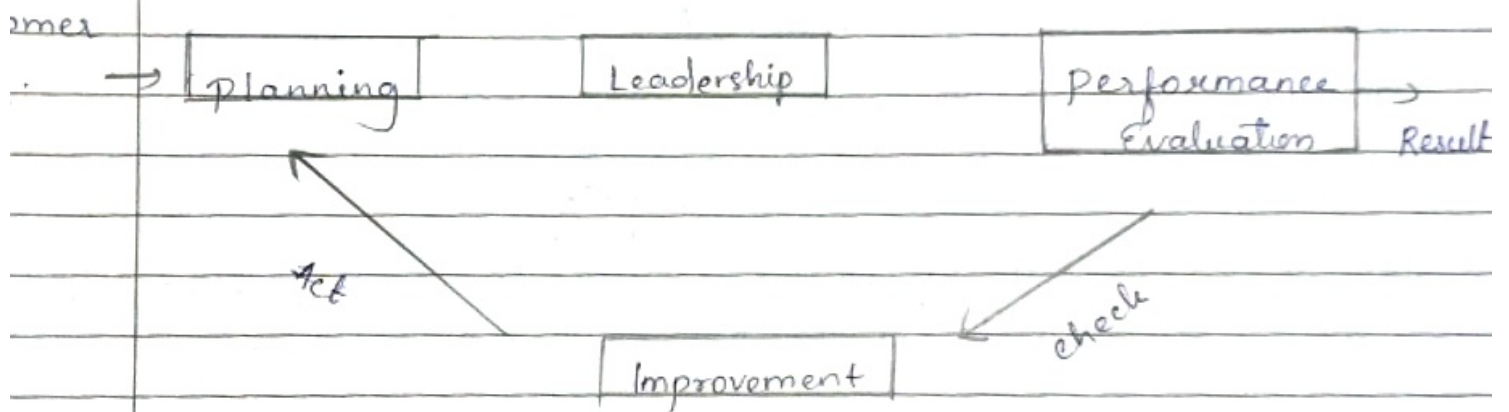 Planning
Leadership
Performance
Evaluation
Result
Act
check
Improvement